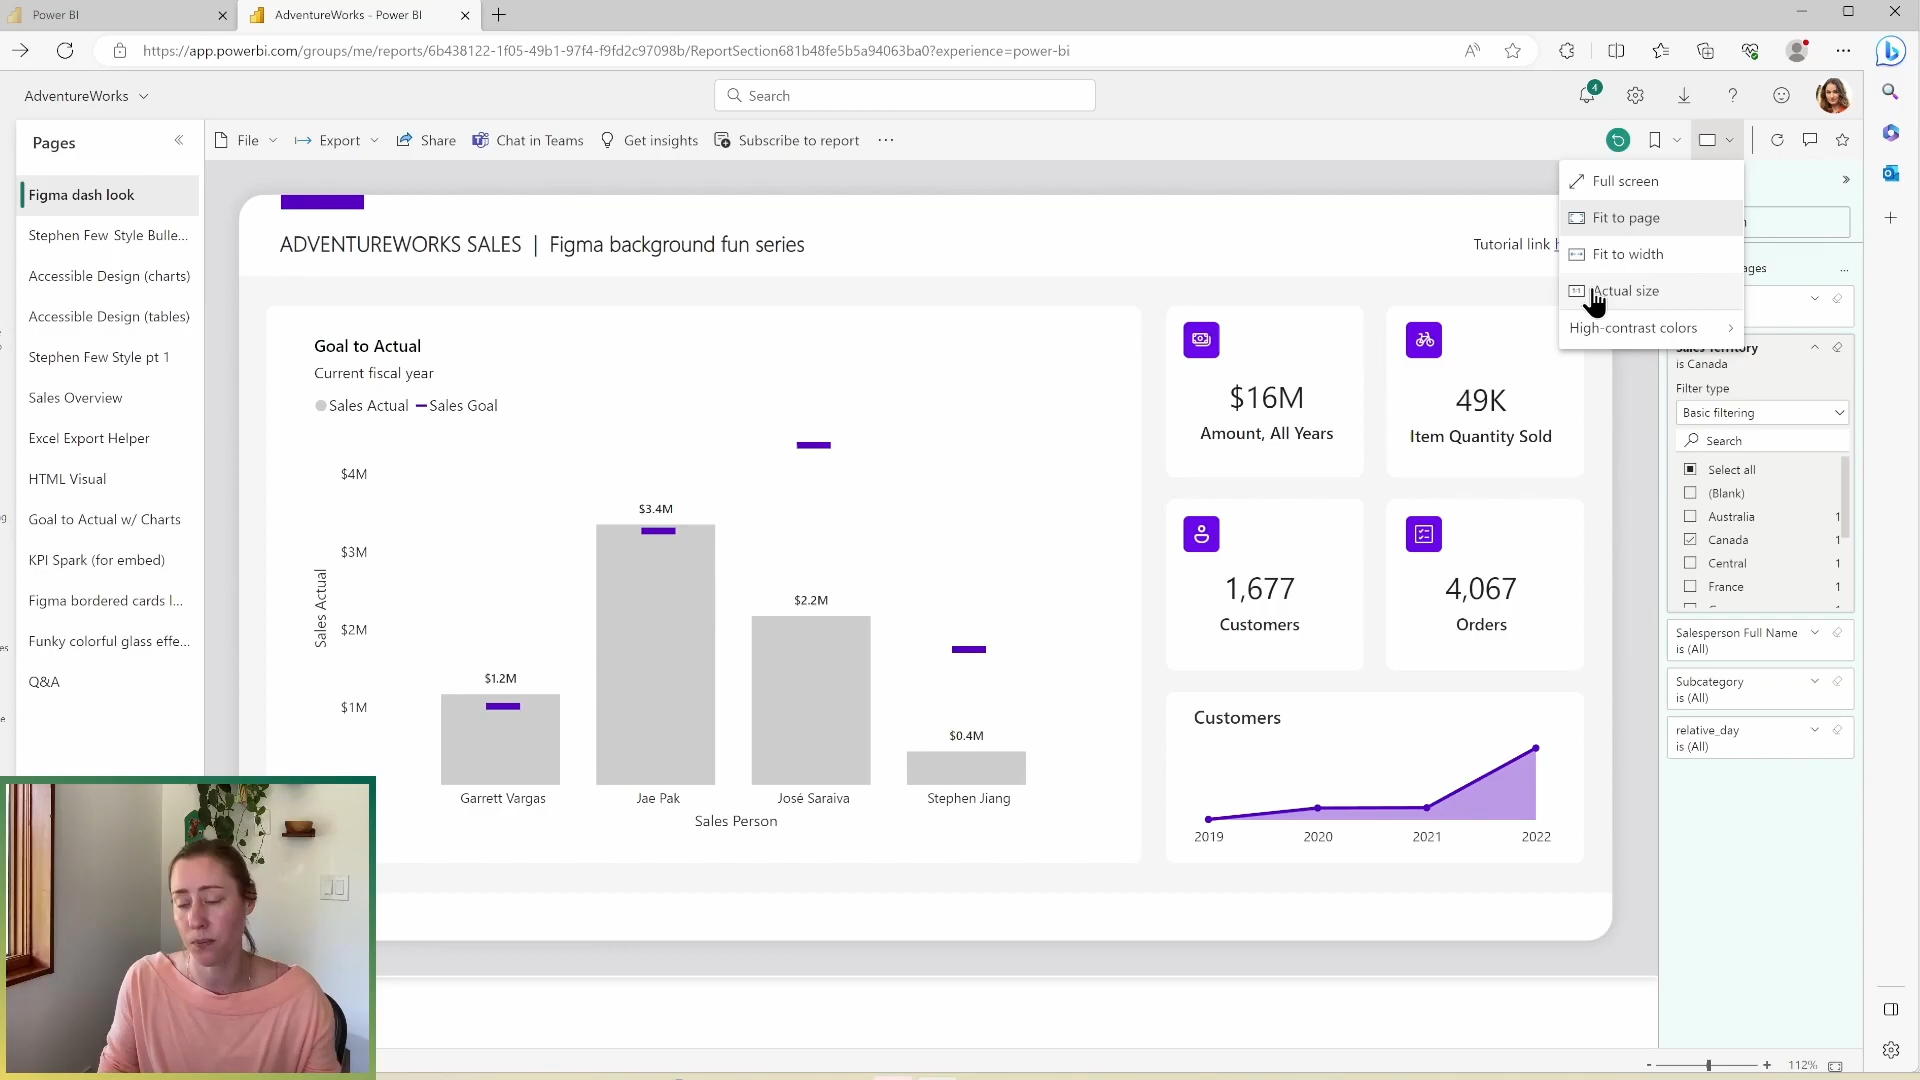 Power BI
AdventureWorks - Power BI
https://app.powerbi.com/groups/me/reports/6b438122-1f05-49b1-97f4-f9fd2c97098b/ReportSection681b48fe5b5a94063ba0?experience=power-bi
AdventureWorks
Search
4
Pages
File
Export
Share
Chat in Teams
Get insights
Subscribe to report
Figma dash look
Stephen Few Style Bulle...
Accessible Design (charts)
Accessible Design (tables)
Stephen Few Style pt 1
Sales Overview
Excel Export Helper
HTML Visual
Goal to Actual w/ Charts
KPI Spark (for embed)
Figma bordered cards l...
Funky colorful glass effe...
Q&A
ADVENTUREWORKS SALES | Figma background fun series
Tutorial link
Goal to Actual
Current fiscal year
Sales Actual
Sales Goal
$4M
$3M
$2M
$1M
Sales Actual
$1.2M
$3.4M
$2.2M
$0.4M
Garrett Vargas
Jae Pak
José Saraiva
Stephen Jiang
Sales Person
$16M
Amount, All Years
49K
Item Quantity Sold
1,677
Customers
4,067
Orders
Customers
2019
2020
2021
2022
Full screen
Fit to page
Fit to width
Actual size
High-contrast colors
ages
Sales Territory
is Canada
Filter type
Basic filtering
Search
Select all
(Blank)
Australia 1
Canada 1
Central 1
France 1
Salesperson Full Name
is (All)
Subcategory
is (All)
relative_day
is (All)
112%